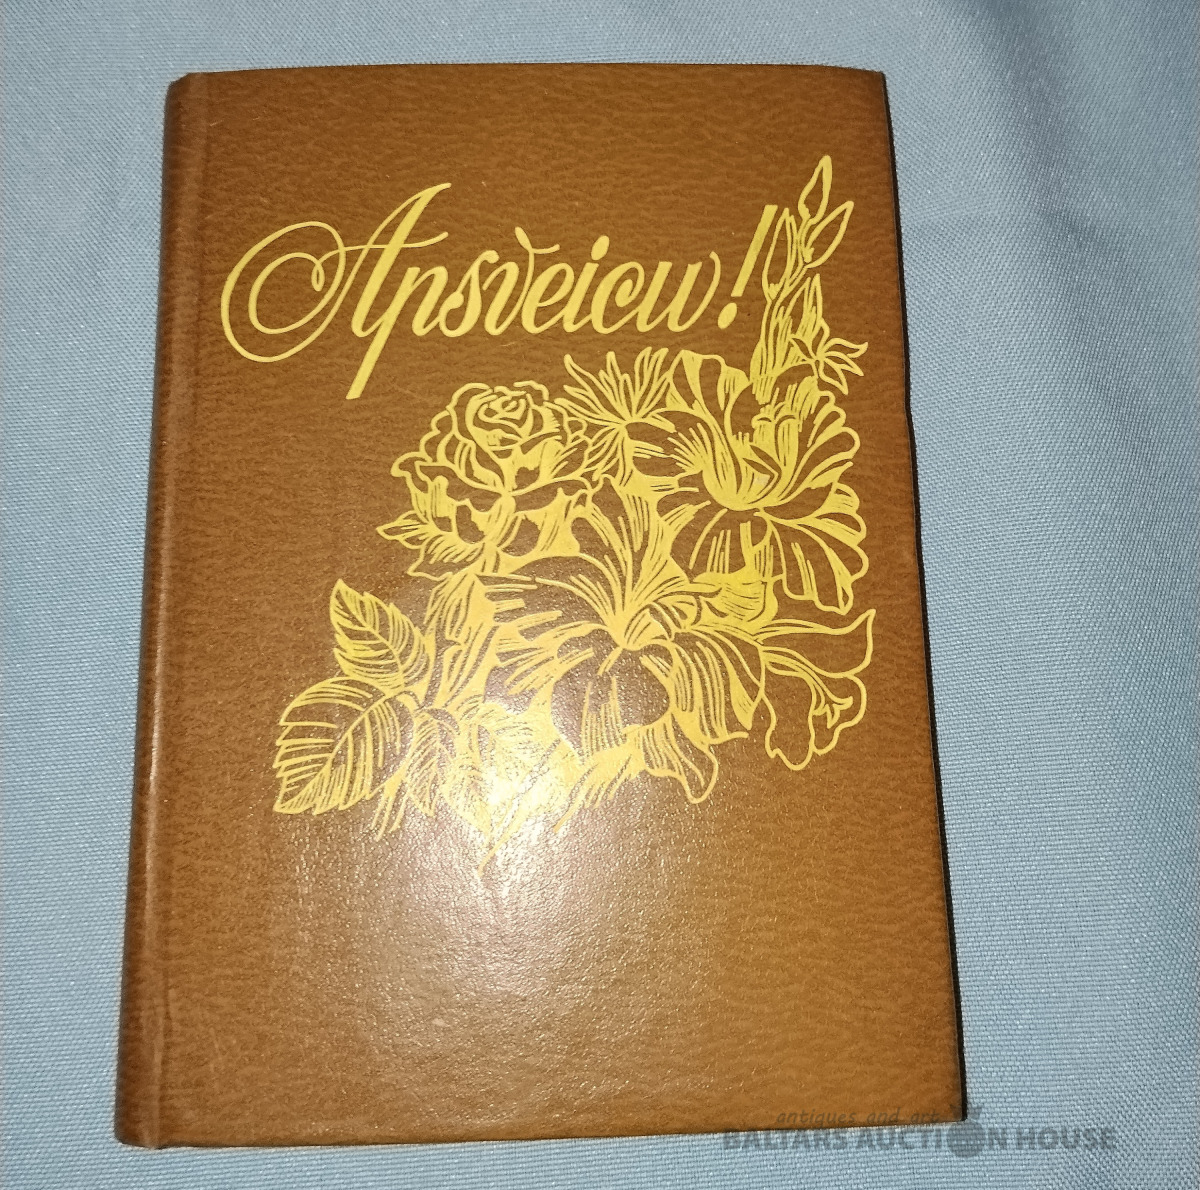 Apsveicu!
antiques and art
BALTARS AUCTION HOUSE